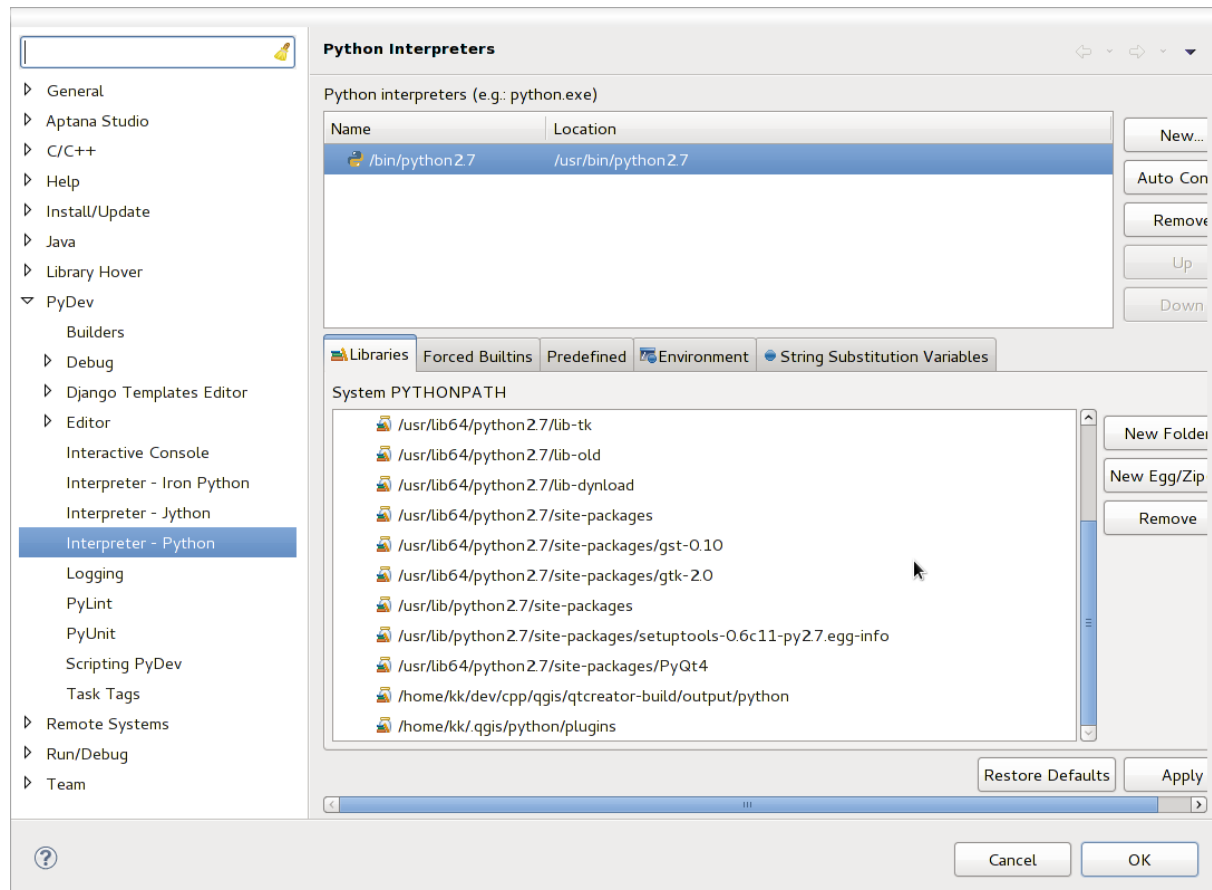 Python Interpreters
General
Aptana Studio
C/C++
Help
Install/Update
Java
Library Hover
PyDev
Builders
Debug
Django Templates Editor
Editor
Interactive Console
Interpreter - Iron Python
Interpreter - Jython
Interpreter - Python
Logging
PyLint
PyUnit
Scripting PyDev
Task Tags
Remote Systems
Run/Debug
Team
Python interpreters (e.g.: python.exe)
Name Location
/bin/python2.7 /usr/bin/python2.7
New...
Auto Con
Remove
Up
Down
Libraries Forced Builtins Predefined Environment String Substitution Variables
System PYTHONPATH
/usr/lib64/python2.7/lib-tk
/usr/lib64/python2.7/lib-old
/usr/lib64/python2.7/lib-dynload
/usr/lib64/python2.7/site-packages
/usr/lib64/python2.7/site-packages/gst-0.10
/usr/lib64/python2.7/site-packages/gtk-2.0
/usr/lib/python2.7/site-packages
/usr/lib/python2.7/site-packages/setuptools-0.6c11-py2.7.egg-info
/usr/lib64/python2.7/site-packages/PyQt4
/home/kk/dev/cpp/qgis/qtcreator-build/output/python
/home/kk/.qgis/python/plugins
New Folder
New Egg/Zip
Remove
Restore Defaults Apply
? Cancel OK